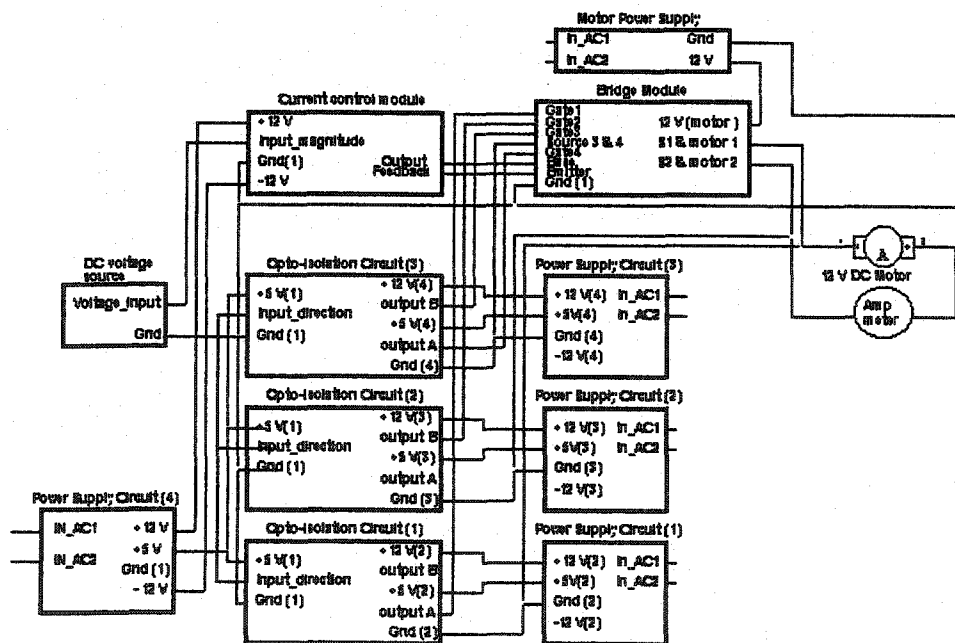 Motor Power Supply
In_AC1
Gnd
In_AC2
12 V
Current control module
+12 V
Input_magnitude
Gnd(1)
-12 V
Output
Feedback
Bridge Module
Gate1
Gate2
Gate3
Source 3 & 4
Gate4
Base
Emitter
Gnd (1)
12 V(motor)
S1 & motor 1
S2 & motor 2
DC voltage
source
Voltage_input
Gnd
Opto-Isolation Circuit (3)
+5 V(1)
Input_direction
Gnd (1)
+12 V(4)
output B
+5 V(4)
output A
Gnd (4)
Power Supply Circuit (3)
+12 V(4)
+5V(4)
Gnd (4)
-12 V(4)
In_AC1
In_AC2
1
A
2
12 V DC Motor
Amp
meter
Opto-Isolation Circuit (2)
+5 V(1)
Input_direction
Gnd (1)
+12 V(3)
output B
+5 V(3)
output A
Gnd (3)
Power Supply Circuit (2)
+12 V(3)
+5V(3)
Gnd (3)
-12 V(3)
In_AC1
In_AC2
Power Supply Circuit (4)
IN_AC1
IN_AC2
+12 V
+5 V
Gnd (1)
-12 V
Opto-Isolation Circuit (1)
+5 V(1)
Input_direction
Gnd (1)
+12 V(2)
output B
+5 V(2)
output A
Gnd (2)
Power Supply Circuit (1)
+12 V(2)
+5V(2)
Gnd (2)
-12 V(2)
In_AC1
In_AC2